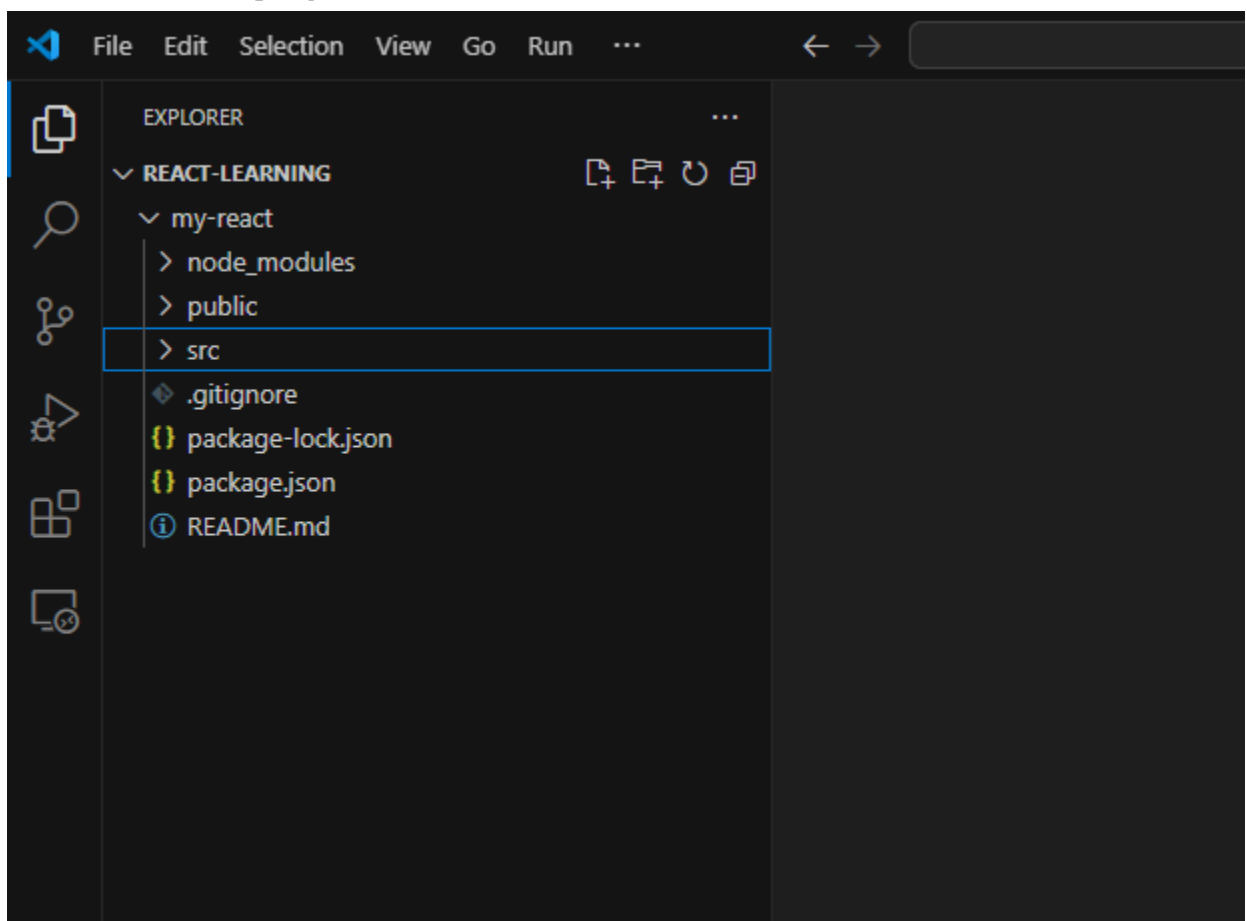 File Edit Selection View Go Run ...
EXPLORER ...
REACT-LEARNING
my-react
node_modules
public
src
.gitignore
package-lock.json
package.json
README.md